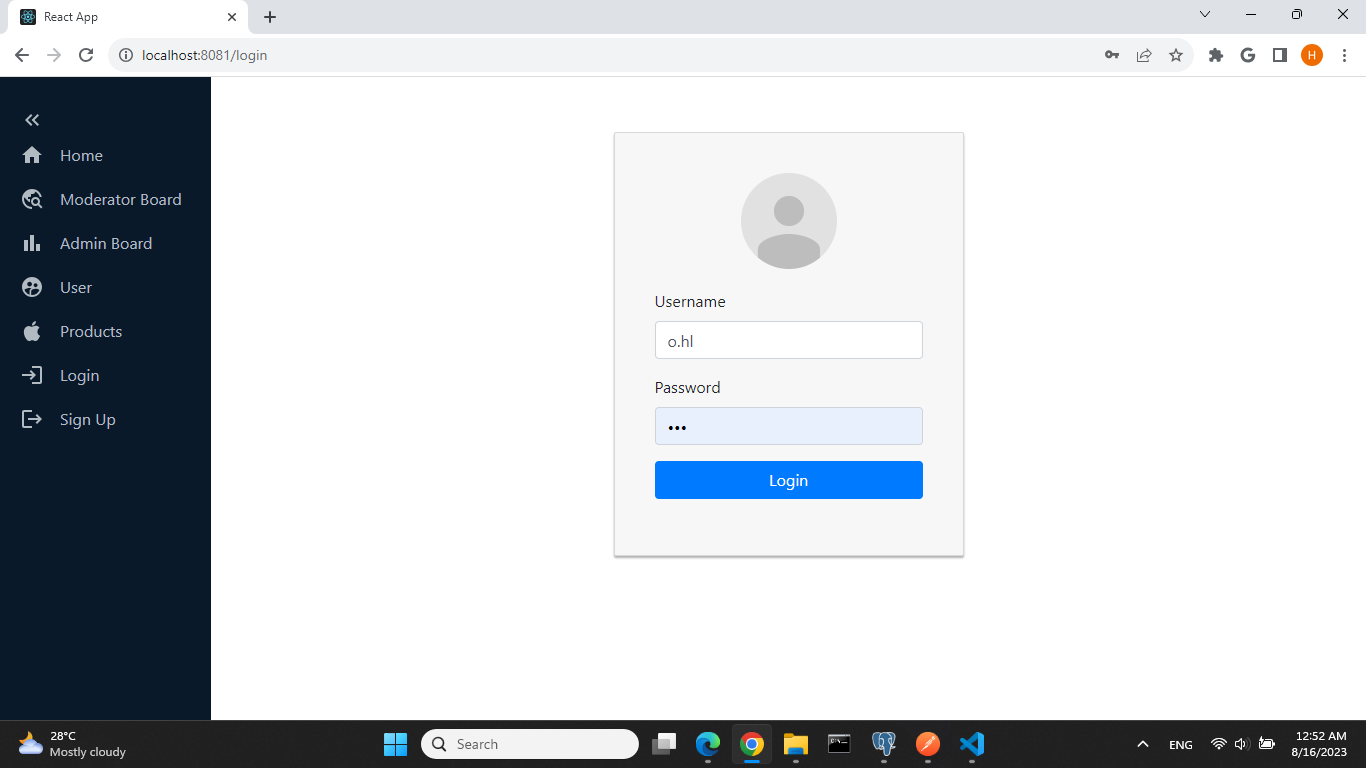 React App
localhost:8081/login
H
Home
Moderator Board
Admin Board
User
Products
Login
Sign Up
Username
o.hl
Password
•••
Login
28°C
Mostly cloudy
Search
ENG
12:52 AM
8/16/2023